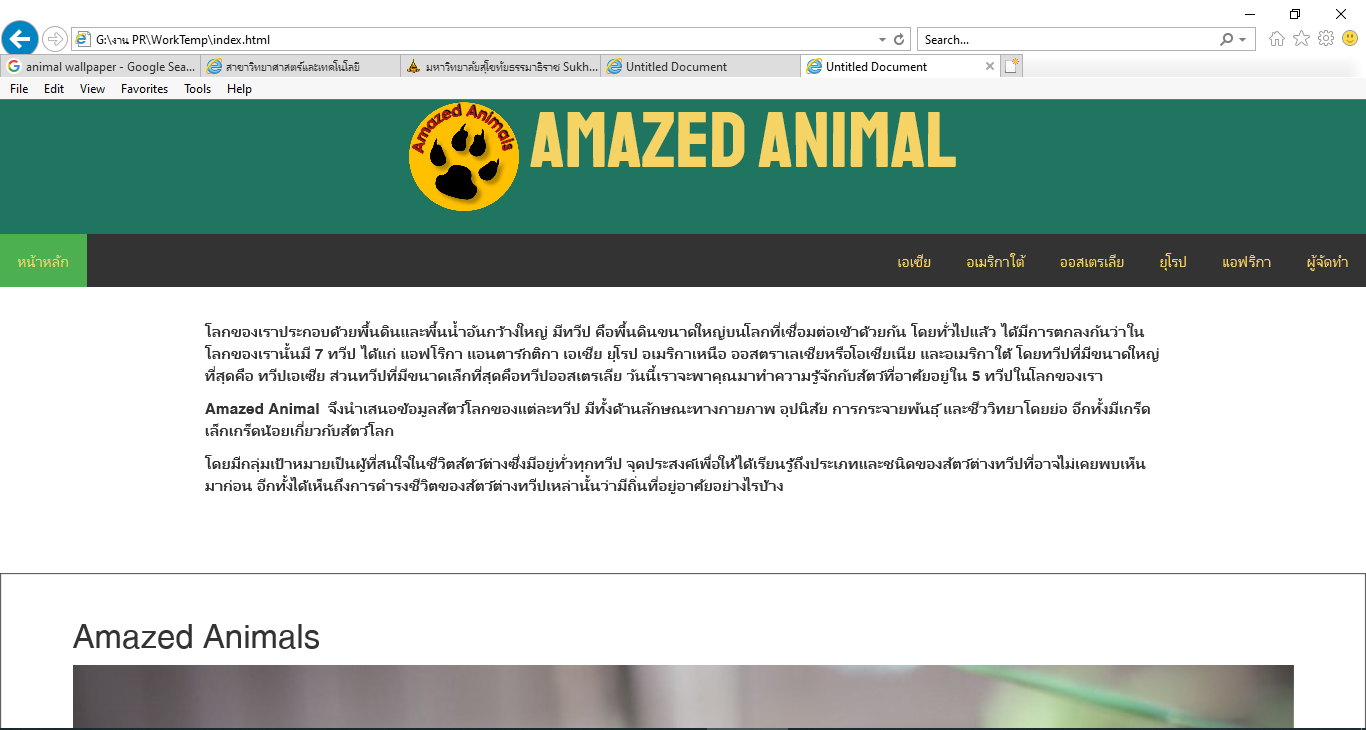 G:\งาน PR\WorkTemp\index.html
Search...
animal wallpaper - Google Sea...
สาขาวิทยาศาสตร์และเทคโนโลยี
มหาวิทยาลัยสุโขทัยธรรมาธิราช Sukh...
Untitled Document
Untitled Document
File Edit View Favorites Tools Help
Amazed Animals
AMAZED ANIMAL
หน้าหลัก
เอเซีย อเมริกาใต้ ออสเตรเลีย ยุโรป แอฟริกา ผู้จัดทำ
โลกของเราประกอบด้วยพื้นดินและพื้นน้ำอันกว้างใหญ่ มีทวีป คือพื้นดินขนาดใหญ่บนโลกที่เชื่อมต่อเข้าด้วยกัน โดยทั่วไปแล้ว ได้มีการตกลงกันว่าใน
โลกของเรานั้นมี 7 ทวีป ได้แก่ แอฟโริกา แอนตาร์กติกา เอเชีย ยุโรป อเมริกาเหนือ ออสตราเลเชียหรือโอเชียเนีย และอเมริกาใต้ โดยทวีปที่มีขนาดใหญ่
ที่สุดคือ ทวีปเอเชีย ส่วนทวีปที่มีขนาดเล็กที่สุดคือทวีปออสเตรเลีย วันนี้เราจะพาคุณมาทำความรู้จักกับสัตว์ที่อาศัยอยู่ใน 5 ทวีปในโลกของเรา
Amazed Animal จึงนำเสนอข้อมูลสัตว์โลกของแต่ละทวีป มีทั้งด้านลักษณะทางกายภาพ อุปนิสัย การกระจายพันธุ์ และชีววิทยาโดยย่อ อีกทั้งมีเกร็ด
เล็กเกร็ดน้อยเกี่ยวกับสัตว์โลก
โดยมีกลุ่มเป้าหมายเป็นผู้ที่สนใจในชีวิตสัตว์ต่างซึ่งมีอยู่ทั่วทุกทวีป จุดประสงค์เพื่อให้ได้เรียนรู้ถึงประเภทและชนิดของสัตว์ต่างทวีปที่อาจไม่เคยพบเห็น
มาก่อน อีกทั้งได้เห็นถึงการดำรงชีวิตของสัตว์ต่างทวีปเหล่านั้นว่ามีถิ่นที่อยู่อาศัยอย่างไรบ้าง
Amazed Animals